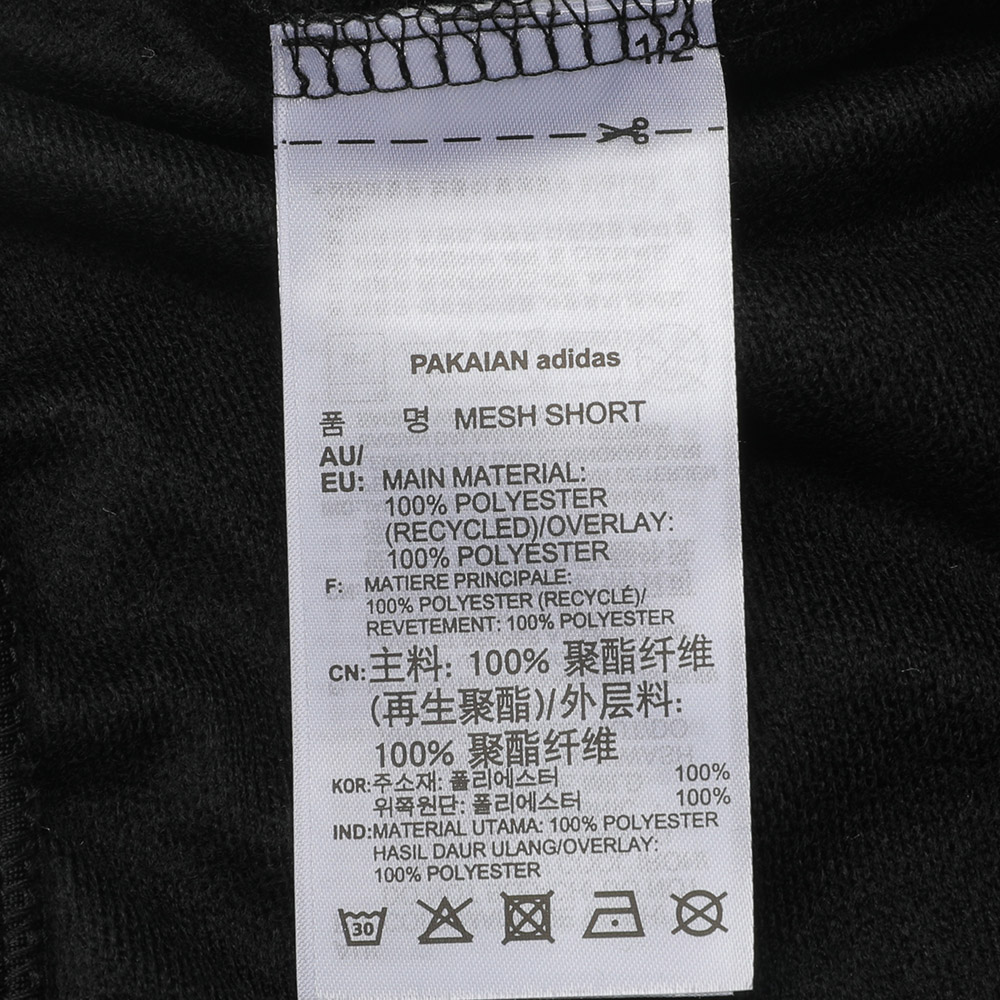 1/2
PAKAIAN adidas
품 명 MESH SHORT
AU/
EU: MAIN MATERIAL:
100% POLYESTER
(RECYCLED)/OVERLAY:
100% POLYESTER
F: MATIERE PRINCIPALE:
100% POLYESTER (RECYCLÉ)/
REVETEMENT: 100% POLYESTER
CN: 主料: 100% 聚酯纤维
(再生聚酯)/外层料:
100% 聚酯纤维
KOR: 주소재: 폴리에스터 100%
위쪽원단: 폴리에스터 100%
IND: MATERIAL UTAMA: 100% POLYESTER
HASIL DAUR ULANG/OVERLAY:
100% POLYESTER
30